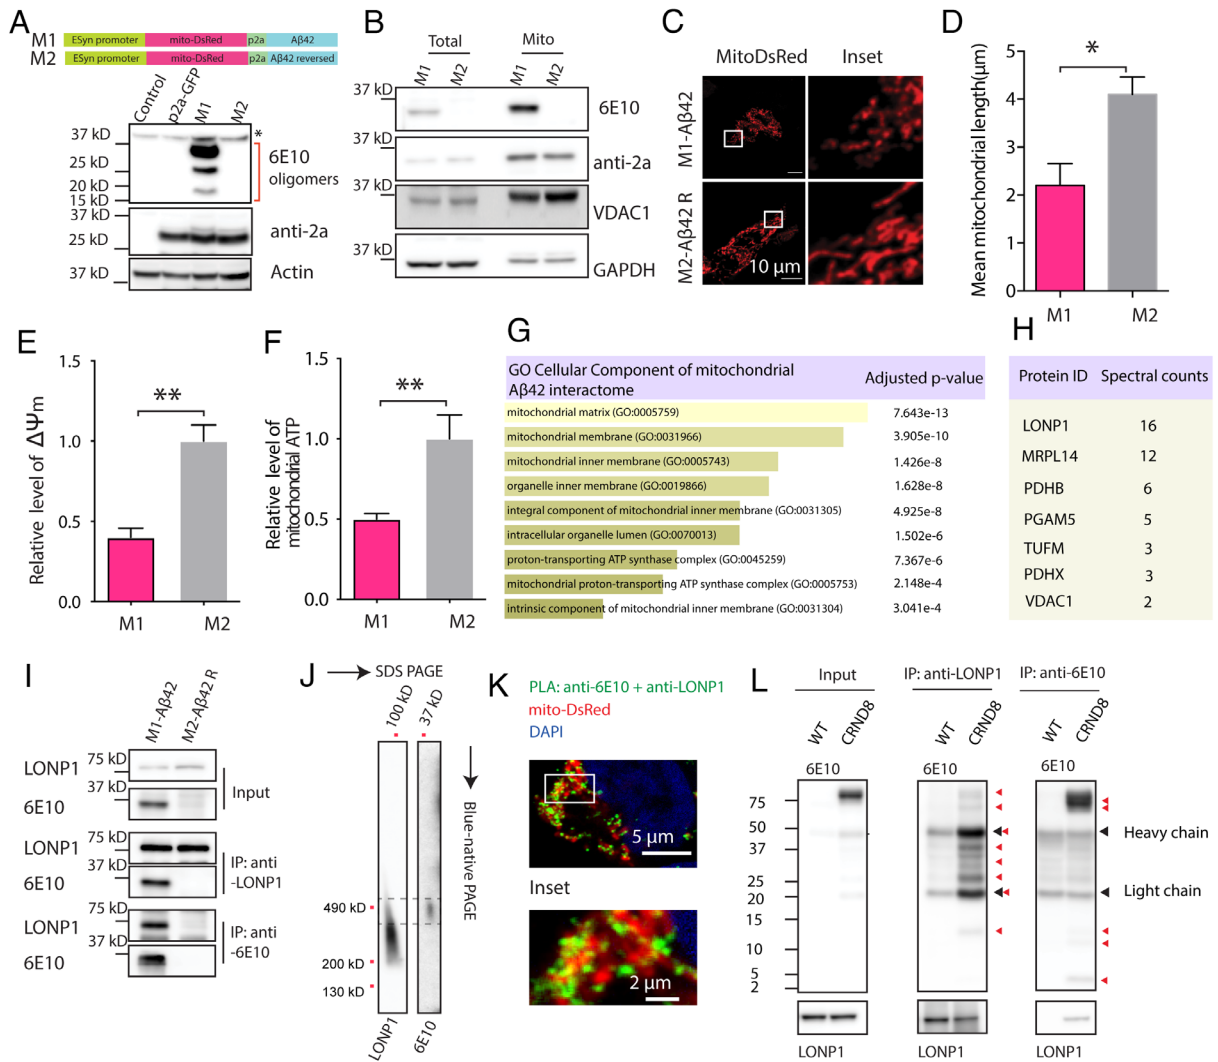 A
M1
ESyn promoter
mito-DsRed
p2a
Aβ42
M2
ESyn promoter
mito-DsRed
p2a
Aβ42 reversed
Control
p2a-GFP
M1
M2
37 kD
*
25 kD
20 kD
15 kD
6E10
oligomers
37 kD
25 kD
anti-2a
37 kD
Actin
B
Total
Mito
M1
M2
M1
M2
37 kD
6E10
37 kD
anti-2a
37 kD
VDAC1
37 kD
GAPDH
C
MitoDsRed
Inset
M1-Aβ42
M2-Aβ42 R
10 μm
D
Mean mitochondrial length(μm)
5
4
3
2
1
0
*
M1
M2
E
Relative level of ΔΨm
1.5
1.0
0.5
0.0
**
M1
M2
F
Relative level of
mitochondrial ATP
1.5
1.0
0.5
0.0
**
M1
M2
G
GO Cellular Component of mitochondrial
Aβ42 interactome
Adjusted p-value
mitochondrial matrix (GO:0005759) 7.643e-13
mitochondrial membrane (GO:0031966) 3.905e-10
mitochondrial inner membrane (GO:0005743) 1.426e-8
organelle inner membrane (GO:0019866) 1.628e-8
integral component of mitochondrial inner membrane (GO:0031305) 4.925e-8
intracellular organelle lumen (GO:0070013) 1.502e-6
proton-transporting ATP synthase complex (GO:0045259) 7.367e-6
mitochondrial proton-transporting ATP synthase complex (GO:0005753) 2.148e-4
intrinsic component of mitochondrial inner membrane (GO:0031304) 3.041e-4
H
Protein ID Spectral counts
LONP1 16
MRPL14 12
PDHB 6
PGAM5 5
TUFM 3
PDHX 3
VDAC1 2
I
M1-Aβ42
M2-Aβ42 R
LONP1
75 kD
37 kD
6E10
Input
LONP1
75 kD
37 kD
6E10
IP: anti
-LONP1
LONP1
75 kD
37 kD
6E10
IP: anti
-6E10
J
SDS PAGE
100 kD
37 kD
Blue-native PAGE
490 kD
200 kD
130 kD
LONP1
6E10
K
PLA: anti-6E10 + anti-LONP1
mito-DsRed
DAPI
5 μm
Inset
2 μm
L
Input
IP: anti-LONP1
IP: anti-6E10
WT
CRND8
WT
CRND8
WT
CRND8
6E10
6E10
6E10
75
50
37
25
20
15
10
5
2
Heavy chain
Light chain
LONP1
LONP1
LONP1